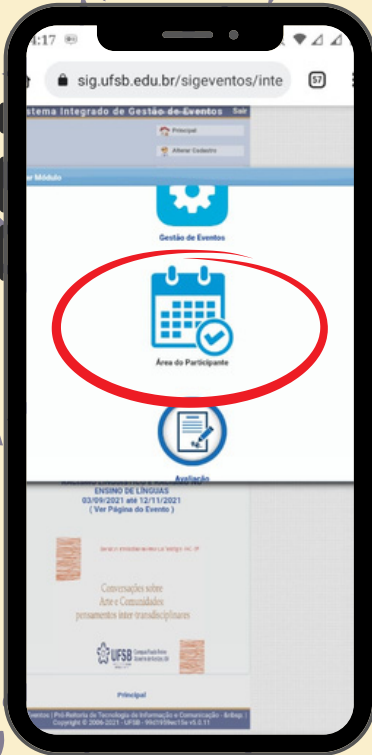 4:17
sig.ufsb.edu.br/sigeventos/inte
57
stema Integrado de Gestão de Eventos Sair
Principal
Alterar Cadastro
ar Módulo
Gestão de Eventos
Área do Participante
Avaliação
ENSINO DE LÍNGUAS
03/09/2021 até 12/11/2021
( Ver Página do Evento )
Conversações sobre
Arte e Comunidades:
pensamentos inter-transdisciplinares
UFSB
Principal
ventos | Pró-Reitoria de Tecnologia da Informação e Comunicação - &nbsp; |
Copyright © 2006-2021 - UFSB